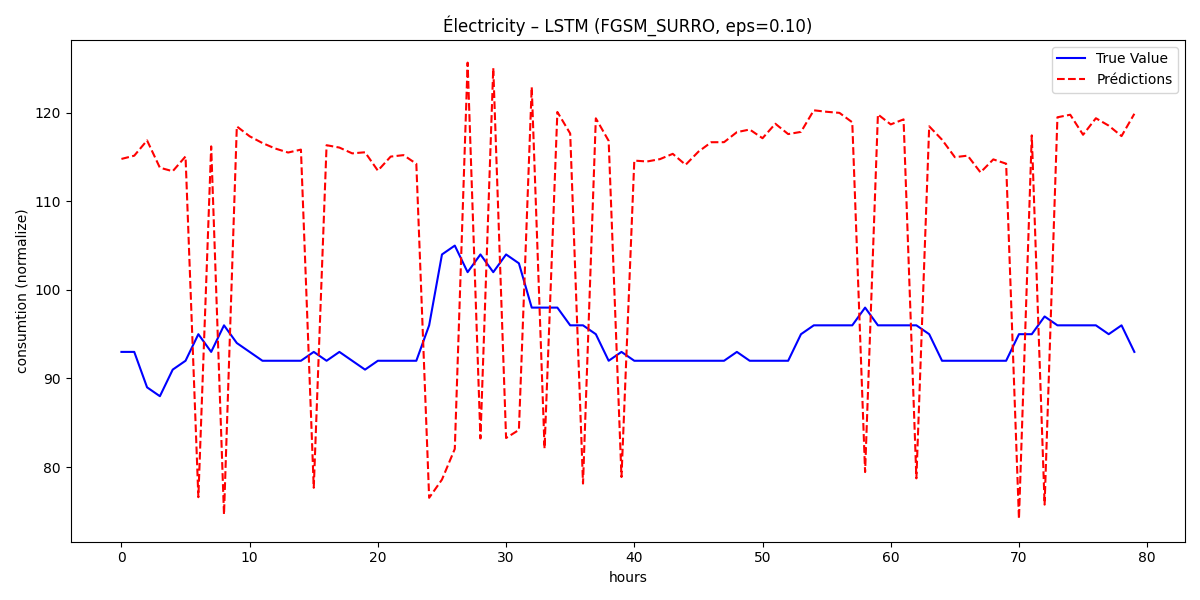 Électricity – LSTM (FGSM_SURRO, eps=0.10)
True Value
Prédictions
consumtion (normalize)
120
110
100
90
80
0 10 20 30 40 50 60 70 80
hours